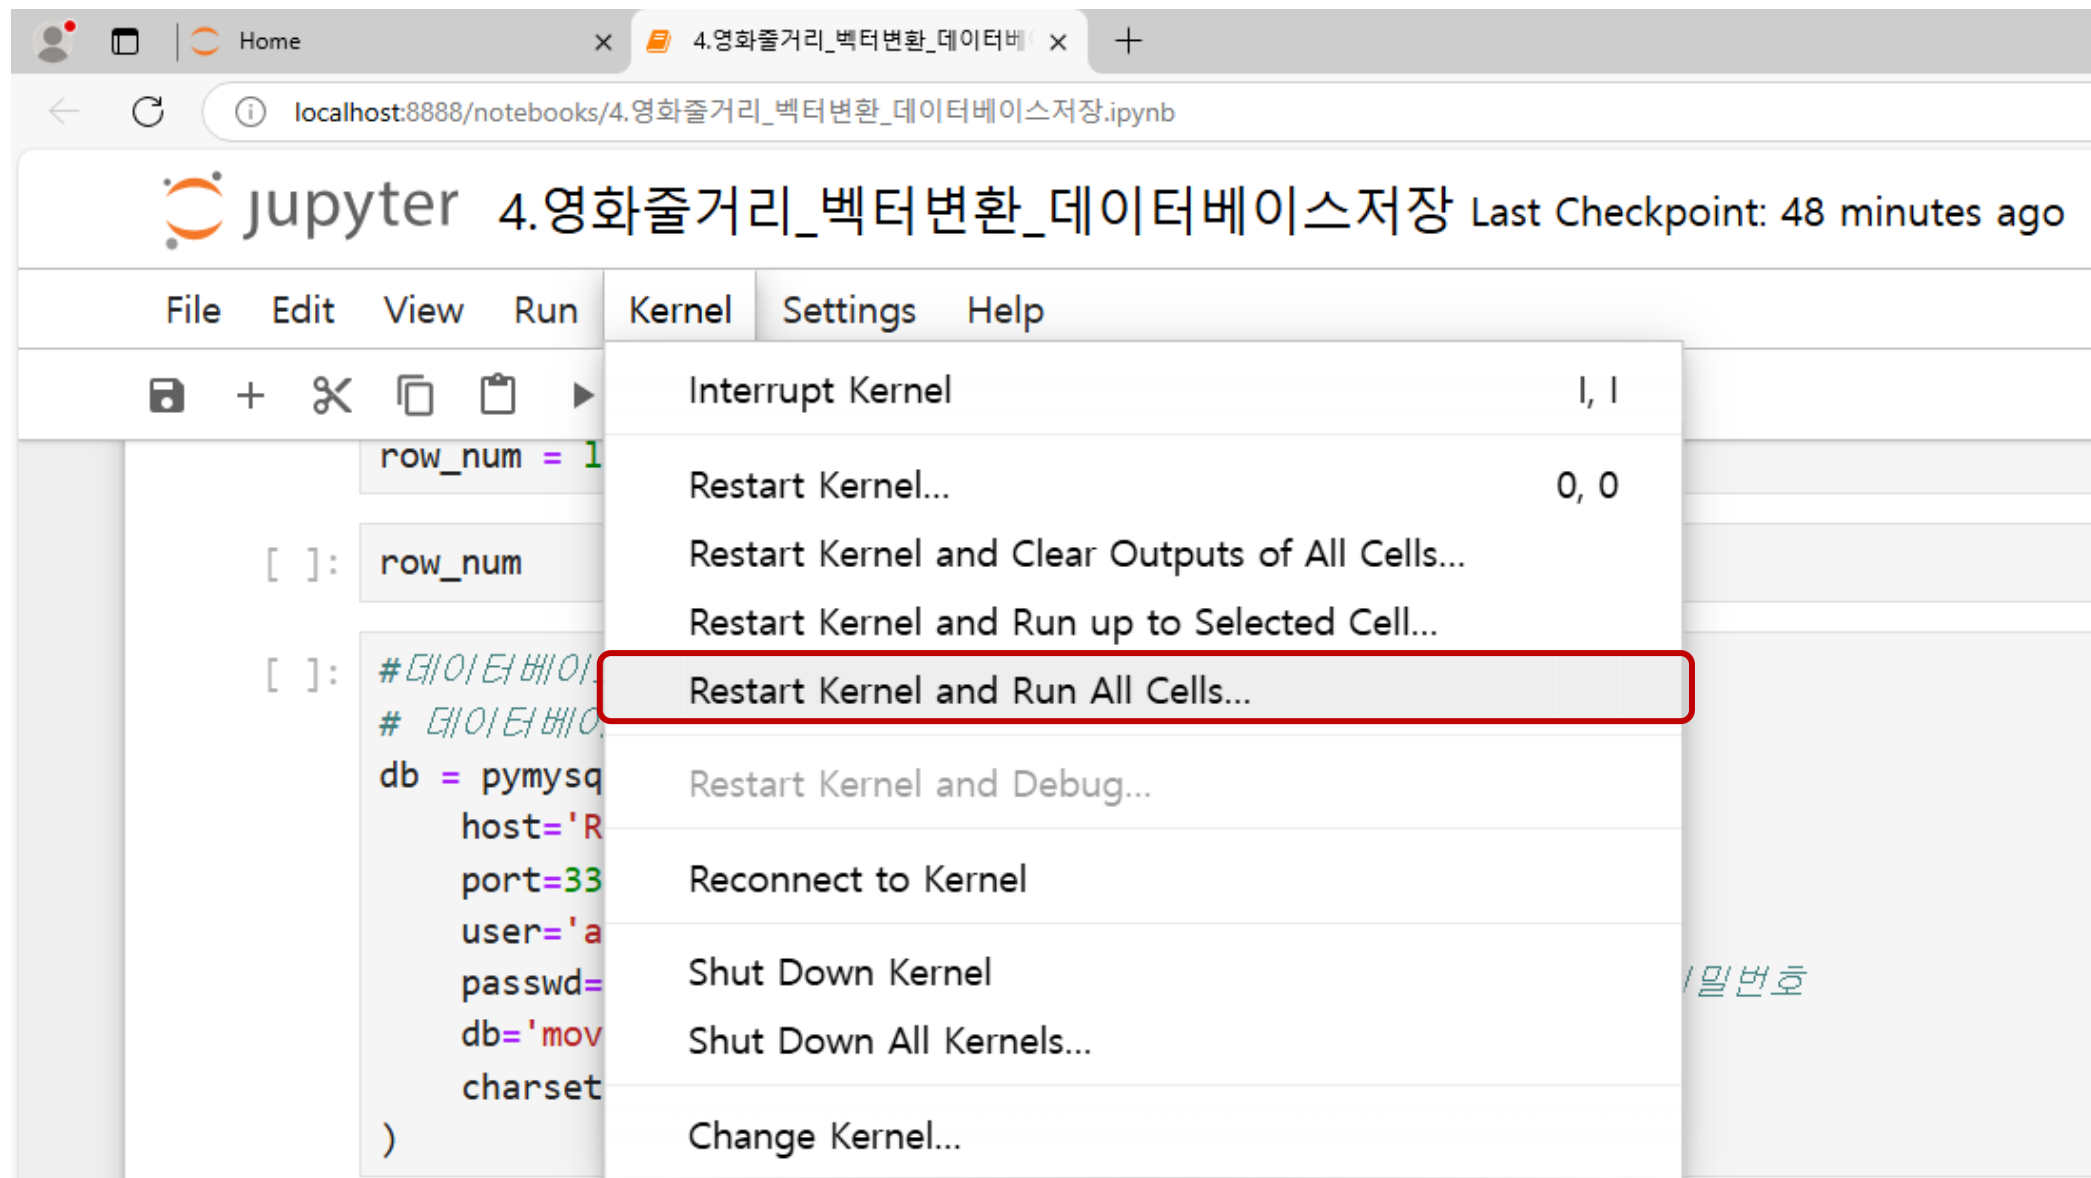 Home
4.영화줄거리_벡터변환_데이터베
localhost:8888/notebooks/4.영화줄거리_벡터변환_데이터베이스저장.ipynb
jupyter 4.영화줄거리_벡터변환_데이터베이스저장 Last Checkpoint: 48 minutes ago
File Edit View Run Kernel Settings Help
Interrupt Kernel I, I
Restart Kernel... 0, 0
Restart Kernel and Clear Outputs of All Cells...
Restart Kernel and Run up to Selected Cell...
Restart Kernel and Run All Cells...
Restart Kernel and Debug...
Reconnect to Kernel
Shut Down Kernel
Shut Down All Kernels...
Change Kernel...
row_num = 1
[ ]: row_num
[ ]: #데이터베이
# 데이터베이
db = pymysq
host='R
port=33
user='a
passwd= 밀번호
db='mov
charset
)